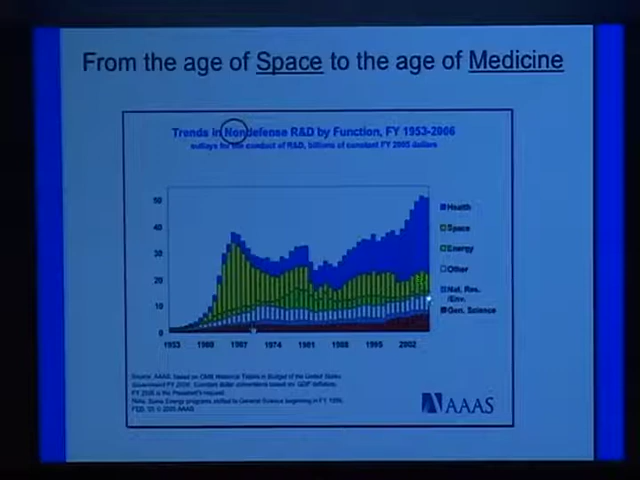 From the age of Space to the age of Medicine
Trends in Nondefense R&D by Function, FY 1953-2006
outlays for the conduct of R&D, billions of constant FY 2005 dollars
50
40
30
20
10
0
1953 1960 1967 1974 1981 1988 1995 2002
Health
Space
Energy
Other
Nat. Res.
/Env.
Gen. Science
Source: AAAS, based on OMB Historical Tables in Budget of the United States
Government FY 2006. Constant dollar conversions based on GDP deflators.
FY 2006 is the President's request.
Note: Some Energy programs shifted to General Science beginning in FY 1998.
FEB. '05 © 2005 AAAS
AAAS